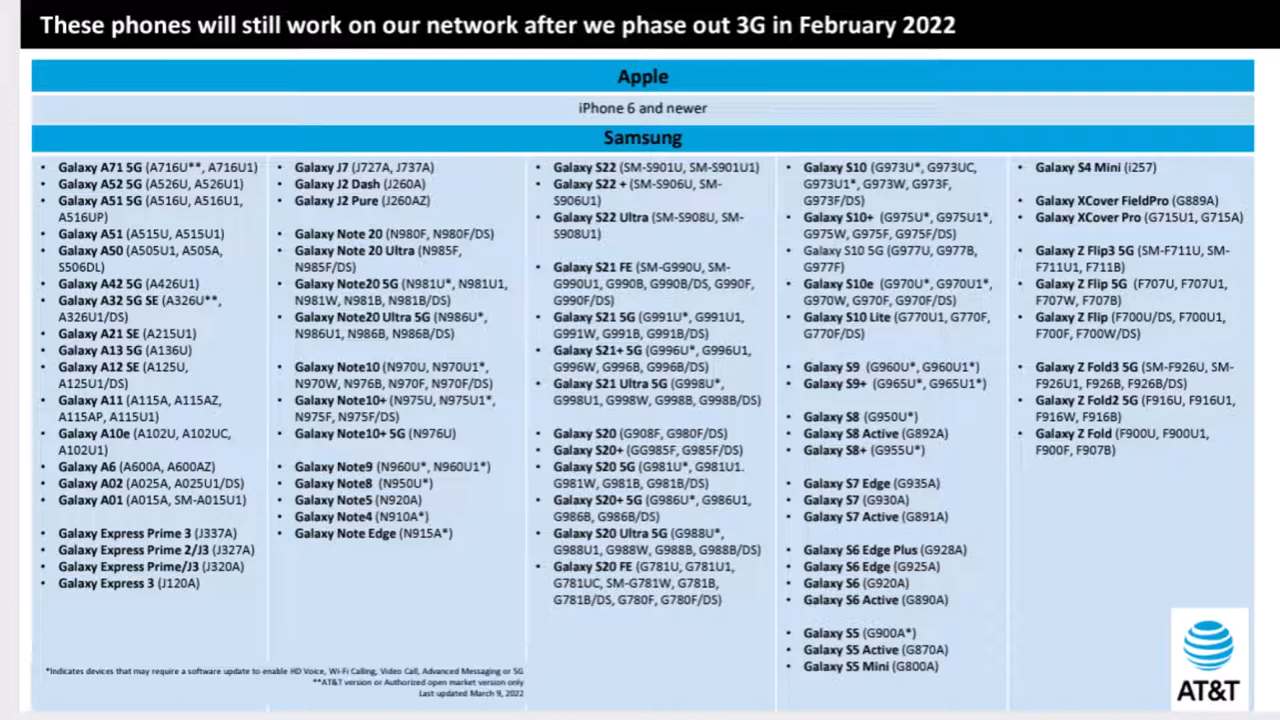 These phones will still work on our network after we phase out 3G in February 2022
Apple
iPhone 6 and newer
Samsung
• Galaxy A71 5G (A716U**, A716U1)
• Galaxy A52 5G (A526U, A526U1)
• Galaxy A51 5G (A516U, A516U1,
A516UP)
• Galaxy A51 (A515U, A515U1)
• Galaxy A50 (A505U1, A505A,
S506DL)
• Galaxy A42 5G (A426U1)
• Galaxy A32 5G SE (A326U**,
A326U1/DS)
• Galaxy A21 SE (A215U1)
• Galaxy A13 5G (A136U)
• Galaxy A12 SE (A125U,
A125U1/DS)
• Galaxy A11 (A115A, A115AZ,
A115AP, A115U1)
• Galaxy A10e (A102U, A102UC,
A102U1)
• Galaxy A6 (A600A, A600AZ)
• Galaxy A02 (A025A, A025U1/DS)
• Galaxy A01 (A015A, SM-A015U1)
• Galaxy Express Prime 3 (J337A)
• Galaxy Express Prime 2/J3 (J327A)
• Galaxy Express Prime/J3 (J320A)
• Galaxy Express 3 (J120A)
• Galaxy J7 (J727A, J737A)
• Galaxy J2 Dash (J260A)
• Galaxy J2 Pure (J260AZ)
• Galaxy Note 20 (N980F, N980F/DS)
• Galaxy Note 20 Ultra (N985F,
N985F/DS)
• Galaxy Note20 5G (N981U*, N981U1,
N981W, N981B, N981B/DS)
• Galaxy Note20 Ultra 5G (N986U*,
N986U1, N986B, N986B/DS)
• Galaxy Note10 (N970U, N970U1*,
N970W, N976B, N970F, N970F/DS)
• Galaxy Note10+ (N975U, N975U1*,
N975F, N975F/DS)
• Galaxy Note10+ 5G (N976U)
• Galaxy Note9 (N960U*, N960U1*)
• Galaxy Note8 (N950U*)
• Galaxy Note5 (N920A)
• Galaxy Note4 (N910A*)
• Galaxy Note Edge (N915A*)
• Galaxy S22 (SM-S901U, SM-S901U1)
• Galaxy S22 + (SM-S906U, SM-
S906U1)
• Galaxy S22 Ultra (SM-S908U, SM-
S908U1)
• Galaxy S21 FE (SM-G990U, SM-
G990U1, G990B, G990B/DS, G990F,
G990F/DS)
• Galaxy S21 5G (G991U*, G991U1,
G991W, G991B, G991B/DS)
• Galaxy S21+ 5G (G996U*, G996U1,
G996W, G996B, G996B/DS)
• Galaxy S21 Ultra 5G (G998U*,
G998U1, G998W, G998B, G998B/DS)
• Galaxy S20 (G908F, G980F/DS)
• Galaxy S20+ (GG985F, G985F/DS)
• Galaxy S20 5G (G981U*, G981U1.
G981W, G981B, G981B/DS)
• Galaxy S20+ 5G (G986U*, G986U1,
G986B, G986B/DS)
• Galaxy S20 Ultra 5G (G988U*,
G988U1, G988W, G988B, G988B/DS)
• Galaxy S20 FE (G781U, G781U1,
G781UC, SM-G781W, G781B,
G781B/DS, G780F, G780F/DS)
• Galaxy S10 (G973U*, G973UC,
G973U1*, G973W, G973F,
G973F/DS)
• Galaxy S10+ (G975U*, G975U1*,
G975W, G975F, G975F/DS)
• Galaxy S10 5G (G977U, G977B,
G977F)
• Galaxy S10e (G970U*, G970U1*,
G970W, G970F, G970F/DS)
• Galaxy S10 Lite (G770U1, G770F,
G770F/DS)
• Galaxy S9 (G960U*, G960U1*)
• Galaxy S9+ (G965U*, G965U1*)
• Galaxy S8 (G950U*)
• Galaxy S8 Active (G892A)
• Galaxy S8+ (G955U*)
• Galaxy S7 Edge (G935A)
• Galaxy S7 (G930A)
• Galaxy S7 Active (G891A)
• Galaxy S6 Edge Plus (G928A)
• Galaxy S6 Edge (G925A)
• Galaxy S6 (G920A)
• Galaxy S6 Active (G890A)
• Galaxy S5 (G900A*)
• Galaxy S5 Active (G870A)
• Galaxy S5 Mini (G800A)
• Galaxy S4 Mini (i257)
• Galaxy XCover FieldPro (G889A)
• Galaxy XCover Pro (G715U1, G715A)
• Galaxy Z Flip3 5G (SM-F711U, SM-
F711U1, F711B)
• Galaxy Z Flip 5G (F707U, F707U1,
F707W, F707B)
• Galaxy Z Flip (F700U/DS, F700U1,
F700F, F700W/DS)
• Galaxy Z Fold3 5G (SM-F926U, SM-
F926U1, F926B, F926B/DS)
• Galaxy Z Fold2 5G (F916U, F916U1,
F916W, F916B)
• Galaxy Z Fold (F900U, F900U1,
F900F, F907B)
*Indicates devices that may require a software update to enable HD Voice, Wi-Fi Calling, Video Call, Advanced Messaging or 5G
**AT&T version or Authorized open market version only
Last updated March 9, 2022
AT&T